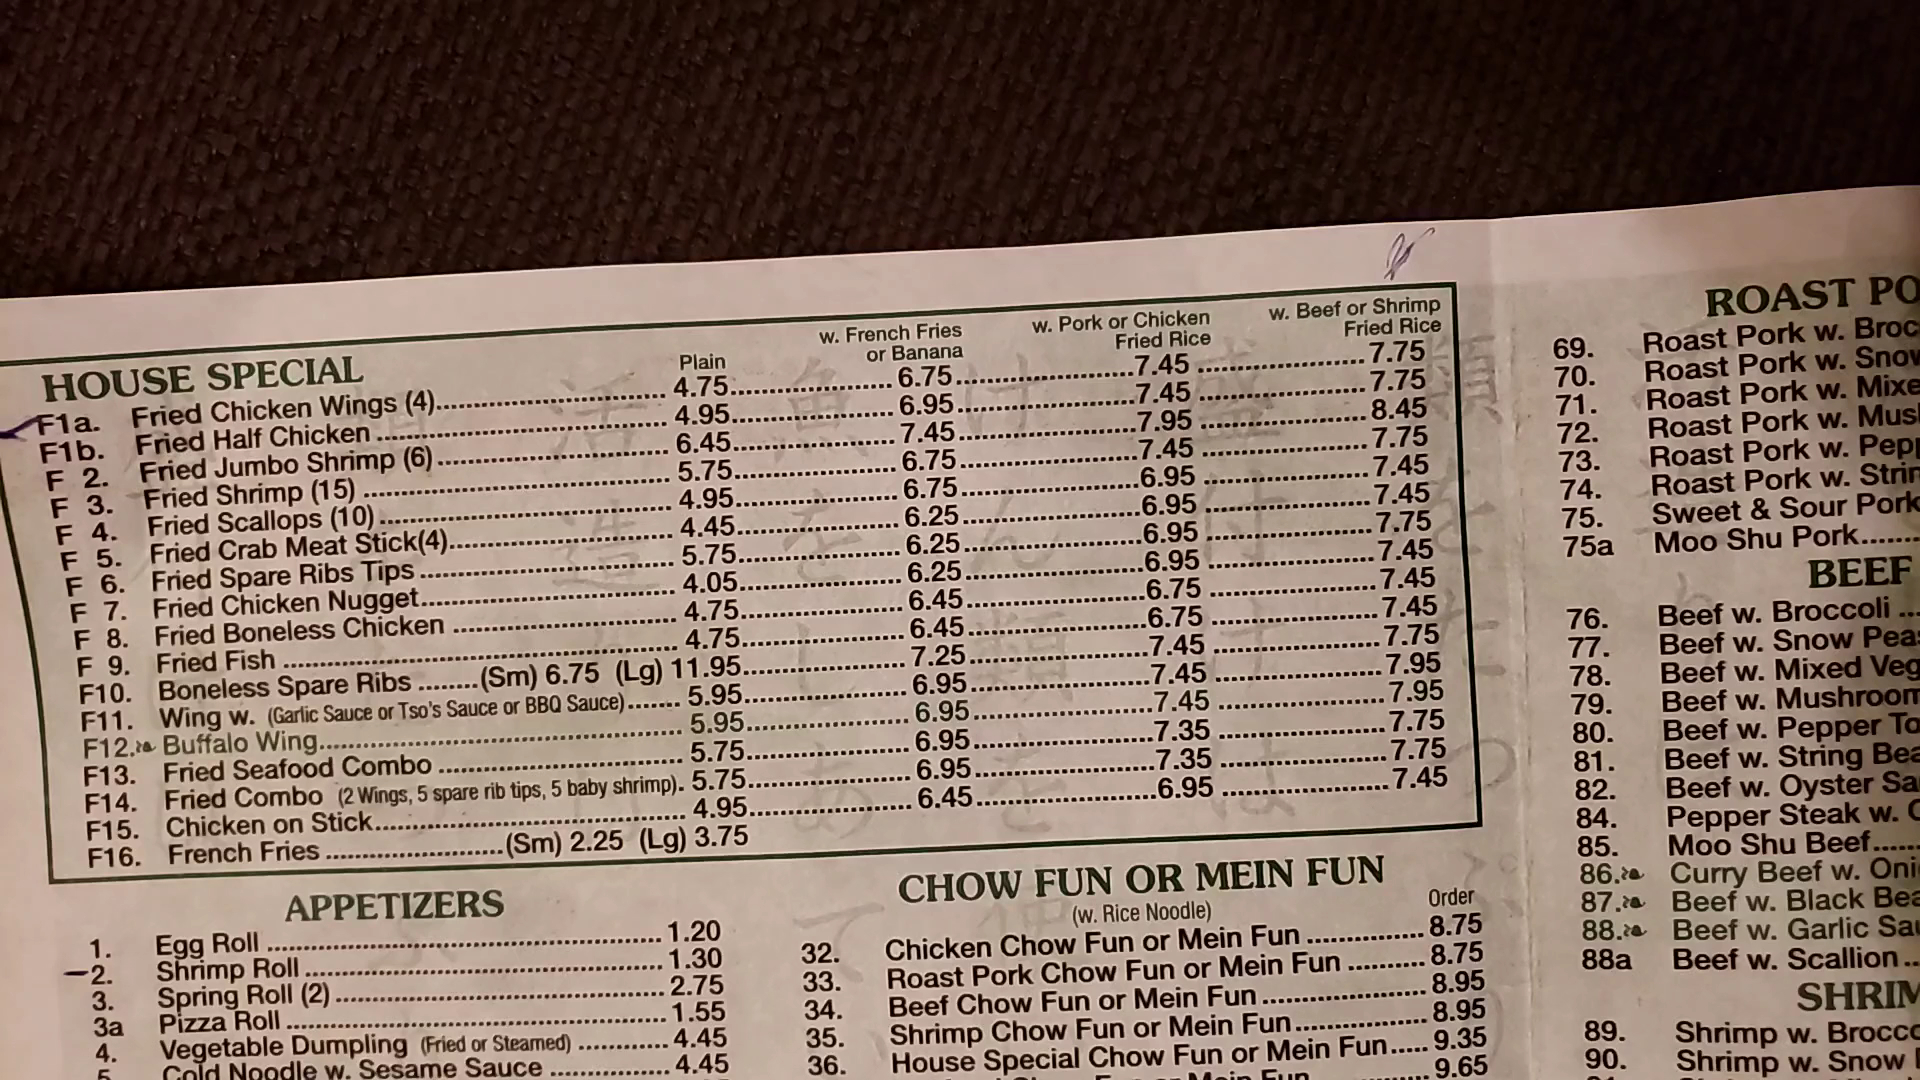 HOUSE SPECIAL Plain w. French Fries or Banana w. Pork or Chicken Fried Rice w. Beef or Shrimp Fried Rice
F1a. Fried Chicken Wings (4) 4.75 6.75 7.45 7.75
F1b. Fried Half Chicken 4.95 6.95 7.45 7.75
F 2. Fried Jumbo Shrimp (6) 6.45 7.45 7.95 8.45
F 3. Fried Shrimp (15) 5.75 6.75 7.45 7.75
F 4. Fried Scallops (10) 4.95 6.75 6.95 7.45
F 5. Fried Crab Meat Stick(4) 4.45 6.25 6.95 7.45
F 6. Fried Spare Ribs Tips 5.75 6.25 6.95 7.75
F 7. Fried Chicken Nugget 4.05 6.25 6.95 7.45
F 8. Fried Boneless Chicken 4.75 6.45 6.75 7.45
F 9. Fried Fish 4.75 6.45 6.75 7.45
F10. Boneless Spare Ribs (Sm) 6.75 (Lg) 11.95 7.25 7.45 7.75
F11. Wing w. (Garlic Sauce or Tso's Sauce or BBQ Sauce) 5.95 6.95 7.45 7.95
F12. Buffalo Wing 5.95 6.95 7.45 7.95
F13. Fried Seafood Combo 5.75 6.95 7.35 7.75
F14. Fried Combo (2 Wings, 5 spare rib tips, 5 baby shrimp) 5.75 6.95 7.35 7.75
F15. Chicken on Stick 4.95 6.45 6.95 7.45
F16. French Fries (Sm) 2.25 (Lg) 3.75
APPETIZERS
1. Egg Roll 1.20
2. Shrimp Roll 1.30
3. Spring Roll (2) 2.75
3a Pizza Roll 1.55
4. Vegetable Dumpling (Fried or Steamed) 4.45
5. Cold Noodle w. Sesame Sauce 4.45
CHOW FUN OR MEIN FUN
(w. Rice Noodle) Order
32. Chicken Chow Fun or Mein Fun 8.75
33. Roast Pork Chow Fun or Mein Fun 8.75
34. Beef Chow Fun or Mein Fun 8.95
35. Shrimp Chow Fun or Mein Fun 8.95
36. House Special Chow Fun or Mein Fun 9.35
Mein Fun 9.65
ROAST PO
69. Roast Pork w. Broc
70. Roast Pork w. Snow
71. Roast Pork w. Mixe
72. Roast Pork w. Mush
73. Roast Pork w. Pepp
74. Roast Pork w. Strin
75. Sweet & Sour Pork
75a Moo Shu Pork
BEEF
76. Beef w. Broccoli
77. Beef w. Snow Peas
78. Beef w. Mixed Veg
79. Beef w. Mushroom
80. Beef w. Pepper To
81. Beef w. String Bea
82. Beef w. Oyster Sa
84. Pepper Steak w. O
85. Moo Shu Beef
86. Curry Beef w. Oni
87. Beef w. Black Bea
88. Beef w. Garlic Sau
88a Beef w. Scallion
SHRIM
89. Shrimp w. Brocco
90. Shrimp w. Snow